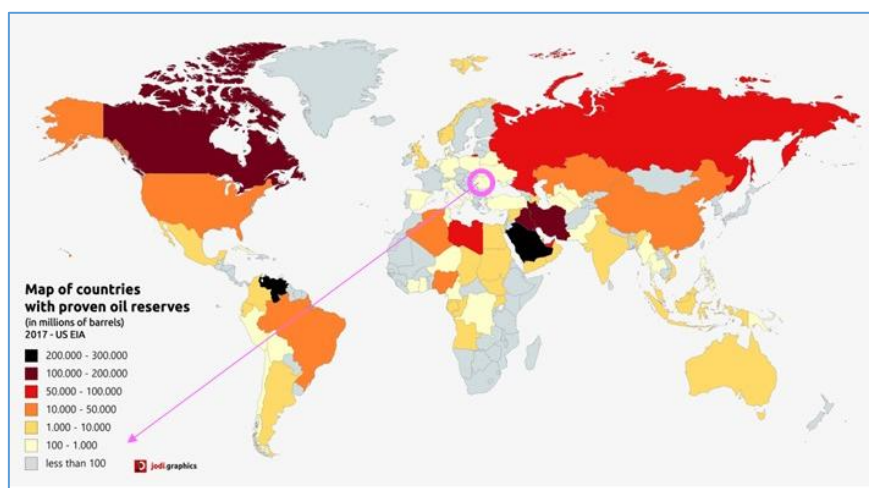 Map of countries
with proven oil reserves
(in millions of barrels)
2017 - US EIA
200.000 - 300.000
100.000 - 200.000
50.000 - 100.000
10.000 - 50.000
1.000 - 10.000
100 - 1.000
less than 100
jodi.graphics